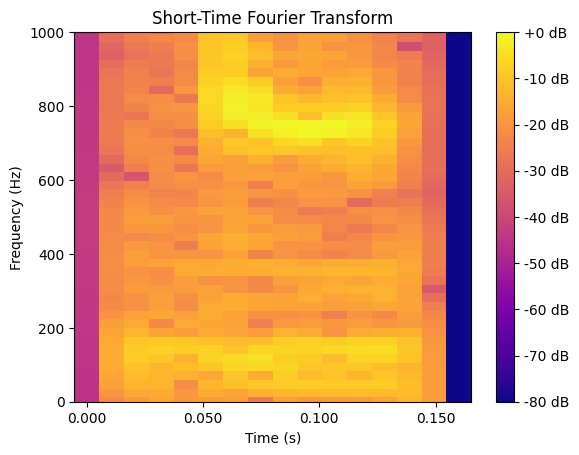 Short-Time Fourier Transform
1000
800
600
400
200
0
Frequency (Hz)
0.000
0.050
0.100
0.150
Time (s)
+0 dB
-10 dB
-20 dB
-30 dB
-40 dB
-50 dB
-60 dB
-70 dB
-80 dB